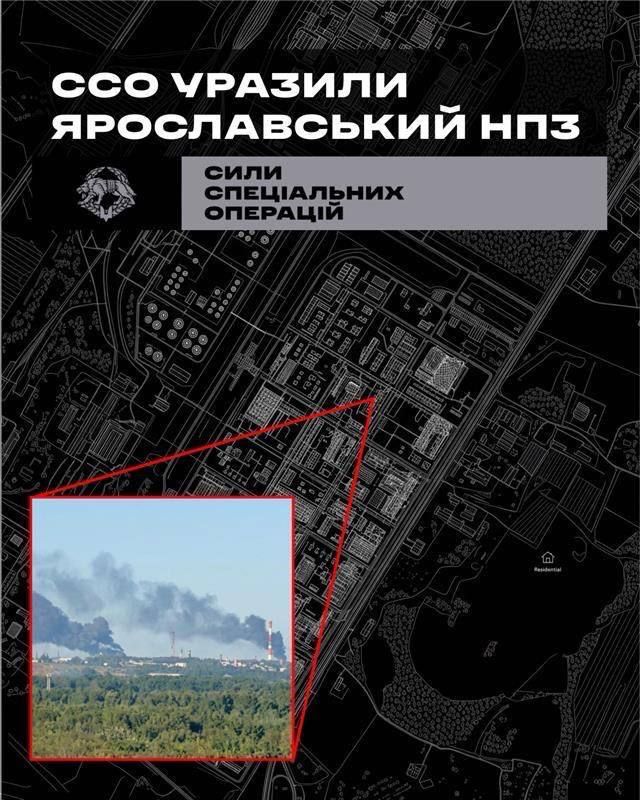 ССО УРАЗИЛИ
ЯРОСЛАВСЬКИЙ НПЗ
СИЛИ
СПЕЦІАЛЬНИХ
ОПЕРАЦІЙ
Residential